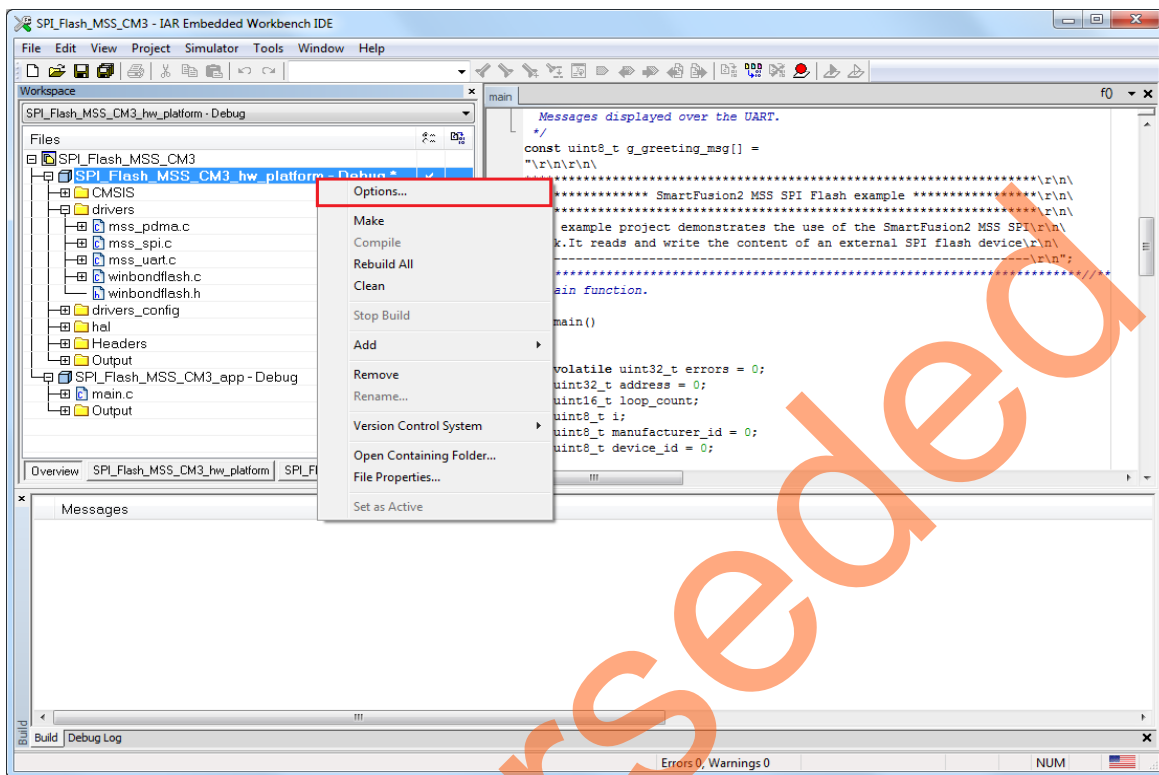 SPI_Flash_MSS_CM3 - IAR Embedded Workbench IDE
File Edit View Project Simulator Tools Window Help
Workspace
SPI_Flash_MSS_CM3_hw_platform - Debug
Files
SPI_Flash_MSS_CM3
SPI_Flash_MSS_CM3_hw_platform - Debug *
CMSIS
drivers
mss_pdma.c
mss_spi.c
mss_uart.c
winbondflash.c
winbondflash.h
drivers_config
hal
Headers
Output
SPI_Flash_MSS_CM3_app - Debug
main.c
Output
Overview SPI_Flash_MSS_CM3_hw_platform SPI_Fl
Options...
Make
Compile
Rebuild All
Clean
Stop Build
Add
Remove
Rename...
Version Control System
Open Containing Folder...
File Properties...
Set as Active
main
f()
Messages displayed over the UART.
*/
const uint8_t g_greeting_msg[] =
"\r\n\r\n\
******************************************************************\r\n\
************* SmartFusion2 MSS SPI Flash example *****************\r\n\
******************************************************************\r\n\
example project demonstrates the use of the SmartFusion2 MSS SPI\r\n\
k.It reads and write the content of an external SPI flash device\r\n\
------------------------------------------------------------------\r\n";
**********************************************************************//**
ain function.
main()
volatile uint32_t errors = 0;
uint32_t address = 0;
uint16_t loop_count;
uint8_t i;
uint8_t manufacturer_id = 0;
uint8_t device_id = 0;
Messages
Build
Build Debug Log
Errors 0, Warnings 0
NUM
rseded